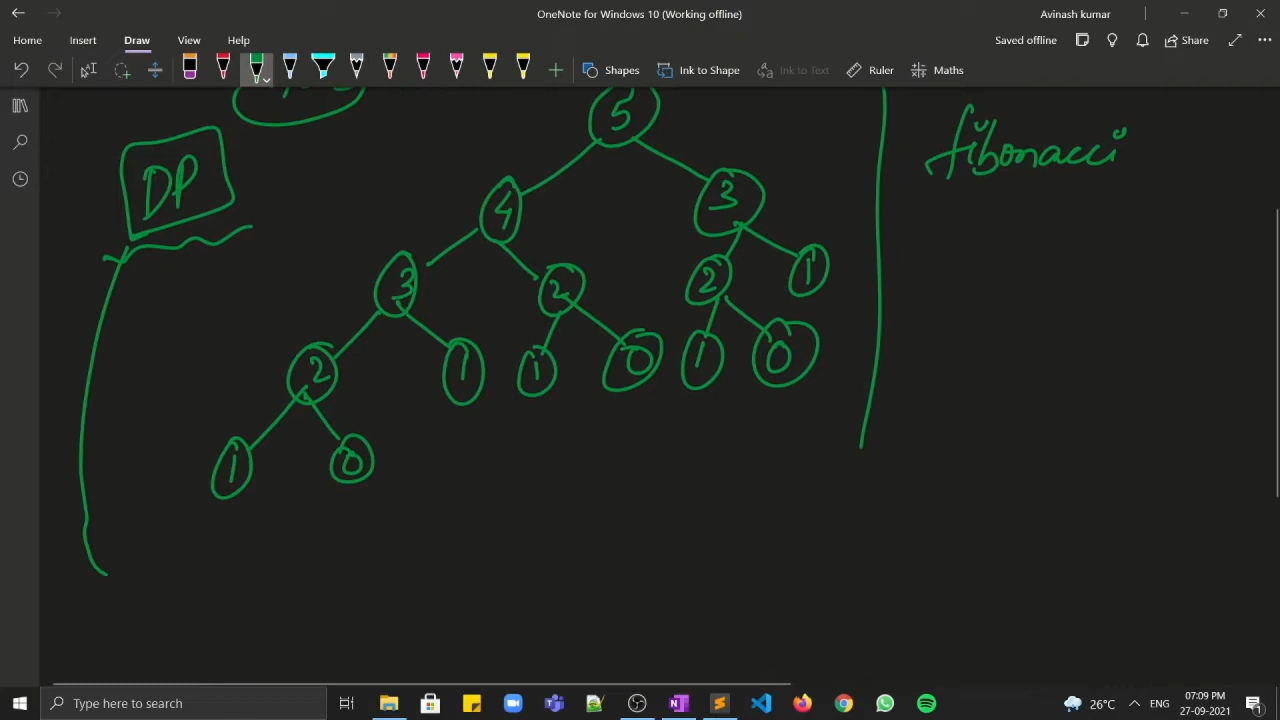 OneNote for Windows 10 (Working offline)
Avinash kumar
Home Insert Draw View Help
Saved offline
Share
Shapes
Ink to Shape
Ink to Text
Ruler
Maths
5
fibonacci
DP
4 3
3 2 2 1
2 1 1 0 1 0
1 0
Type here to search
26°C
ENG
07:09 PM
27-09-2021
1